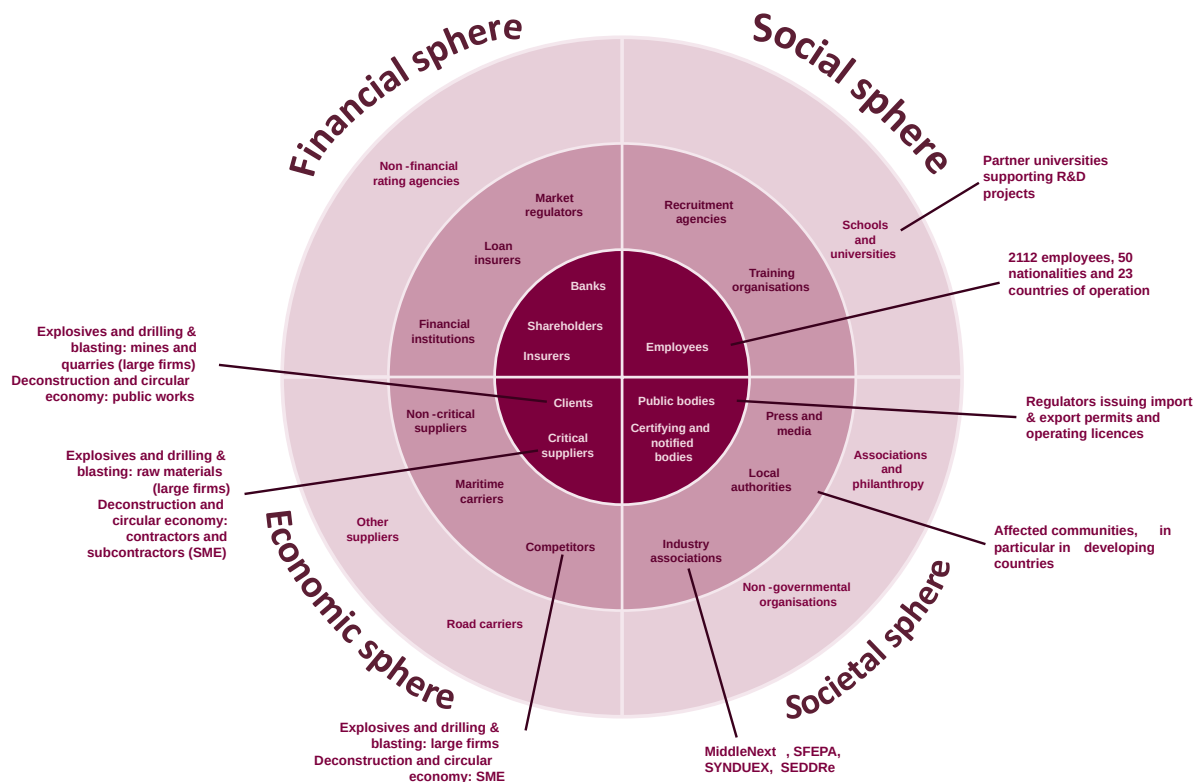 Financial sphere
Social sphere
Non -financial
rating agencies
Market
regulators
Loan
insurers
Financial
institutions
Banks
Shareholders
Insurers
Recruitment
agencies
Training
organisations
Employees
Schools
and
universities
Partner universities
supporting R&D
projects
2112 employees, 50
nationalities and 23
countries of operation
Explosives and drilling &
blasting: mines and
quarries (large firms)
Deconstruction and circular
economy: public works
Explosives and drilling &
blasting: raw materials
(large firms)
Deconstruction and
circular economy:
contractors and
subcontractors (SME)
Clients
Critical
suppliers
Non -critical
suppliers
Maritime
carriers
Competitors
Other
suppliers
Road carriers
Economic sphere
Explosives and drilling &
blasting: large firms
Deconstruction and circular
economy: SME
Public bodies
Certifying and
notified
bodies
Press and
media
Local
authorities
Industry
associations
Associations
and
philanthropy
Non -governmental
organisations
Societal sphere
Regulators issuing import
& export permits and
operating licences
Affected communities, in
particular in developing
countries
MiddleNext , SFEPA,
SYNDUEX, SEDDRe